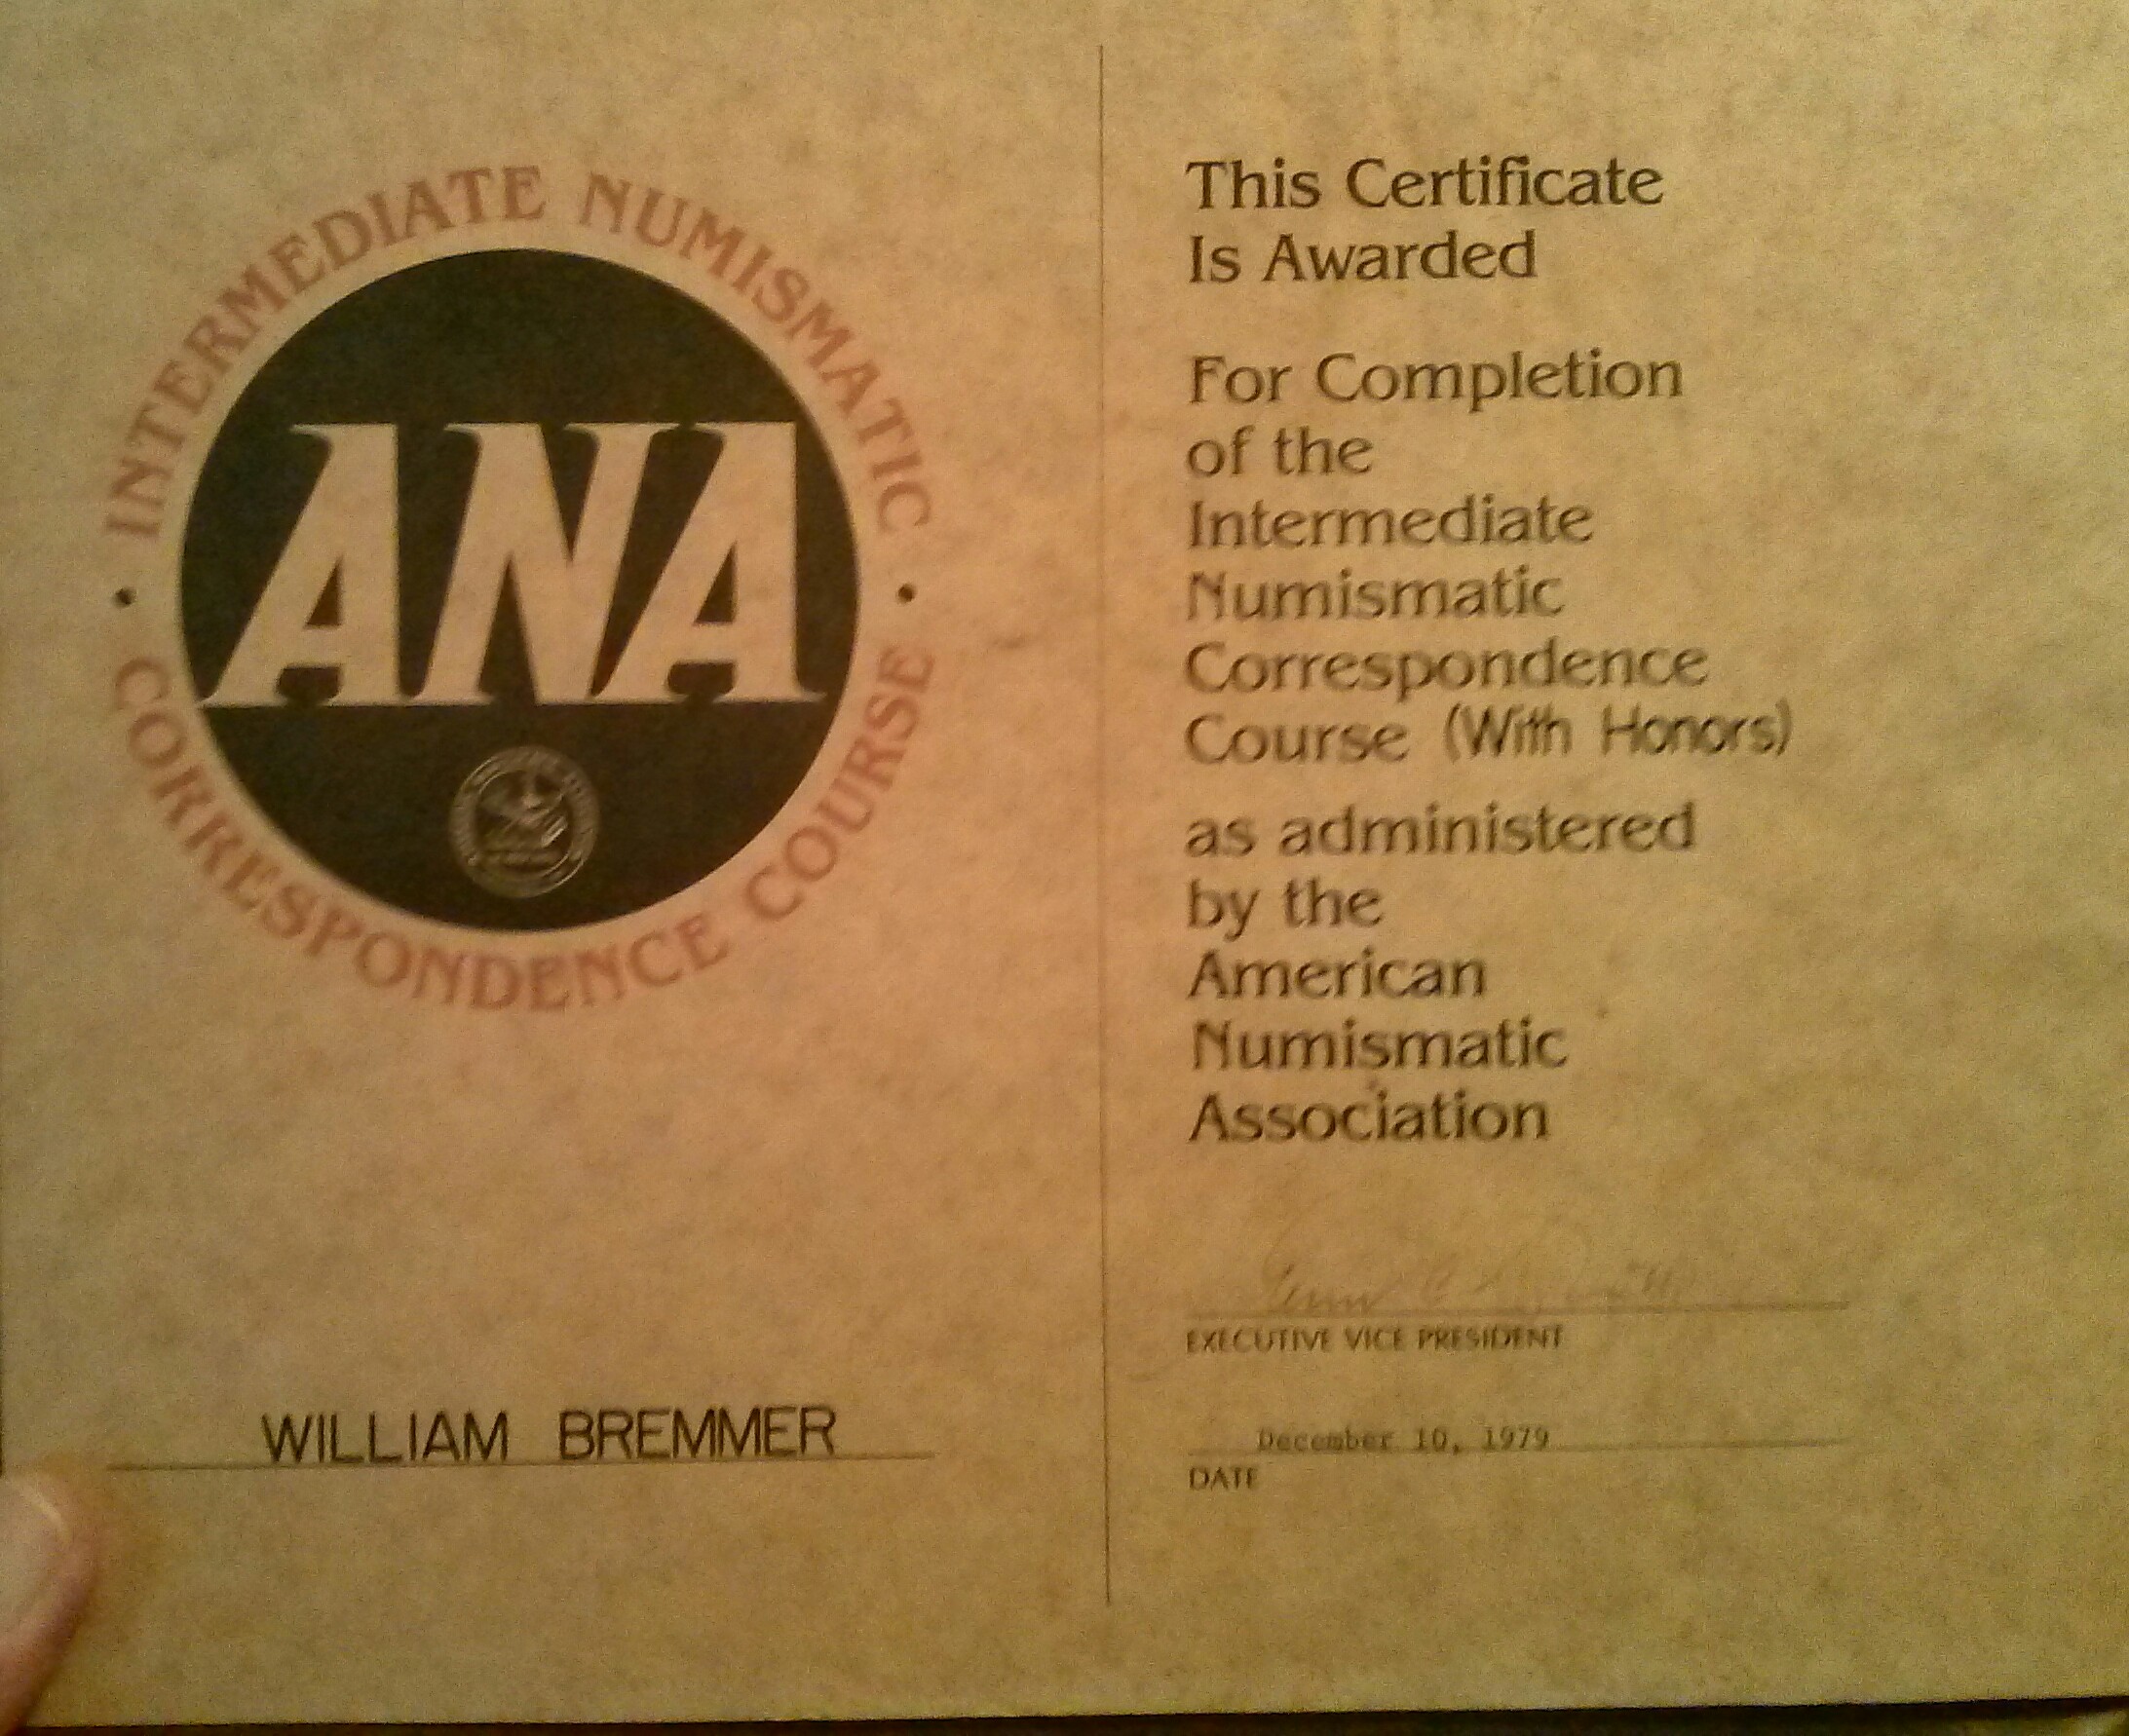 INTERMEDIATE NUMISMATIC
ANA
CORRESPONDENCE COURSE
WILLIAM BREMMER
This Certificate
Is Awarded
For Completion
of the
Intermediate
Numismatic
Correspondence
Course (With Honors)
as administered
by the
American
Numismatic
Association
EXECUTIVE VICE PRESIDENT
December 10, 1979
DATE